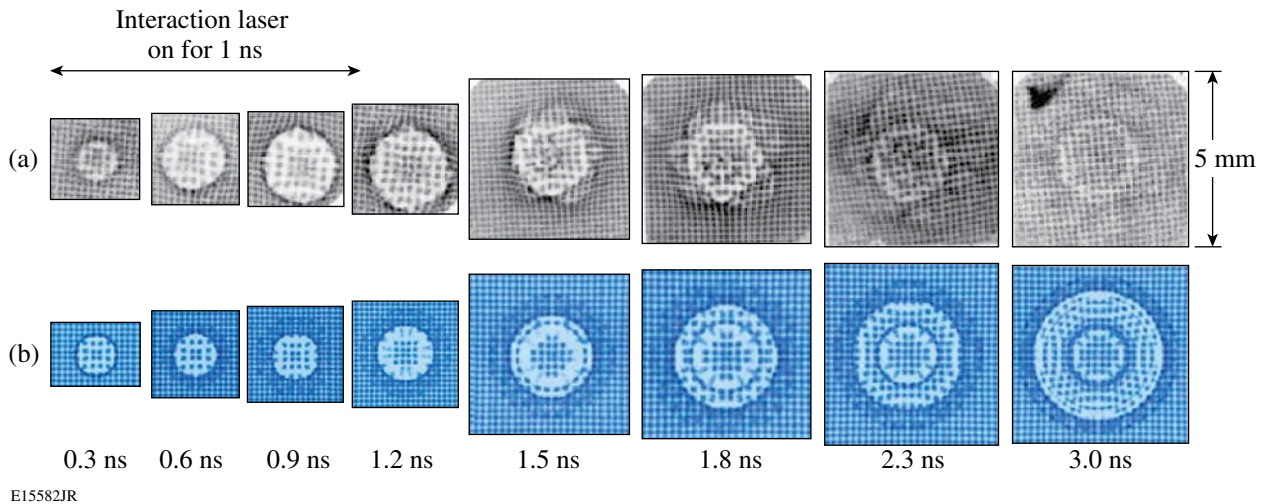 Interaction laser
on for 1 ns
(a)
5 mm
(b)
0.3 ns 0.6 ns 0.9 ns 1.2 ns 1.5 ns 1.8 ns 2.3 ns 3.0 ns
E15582JR